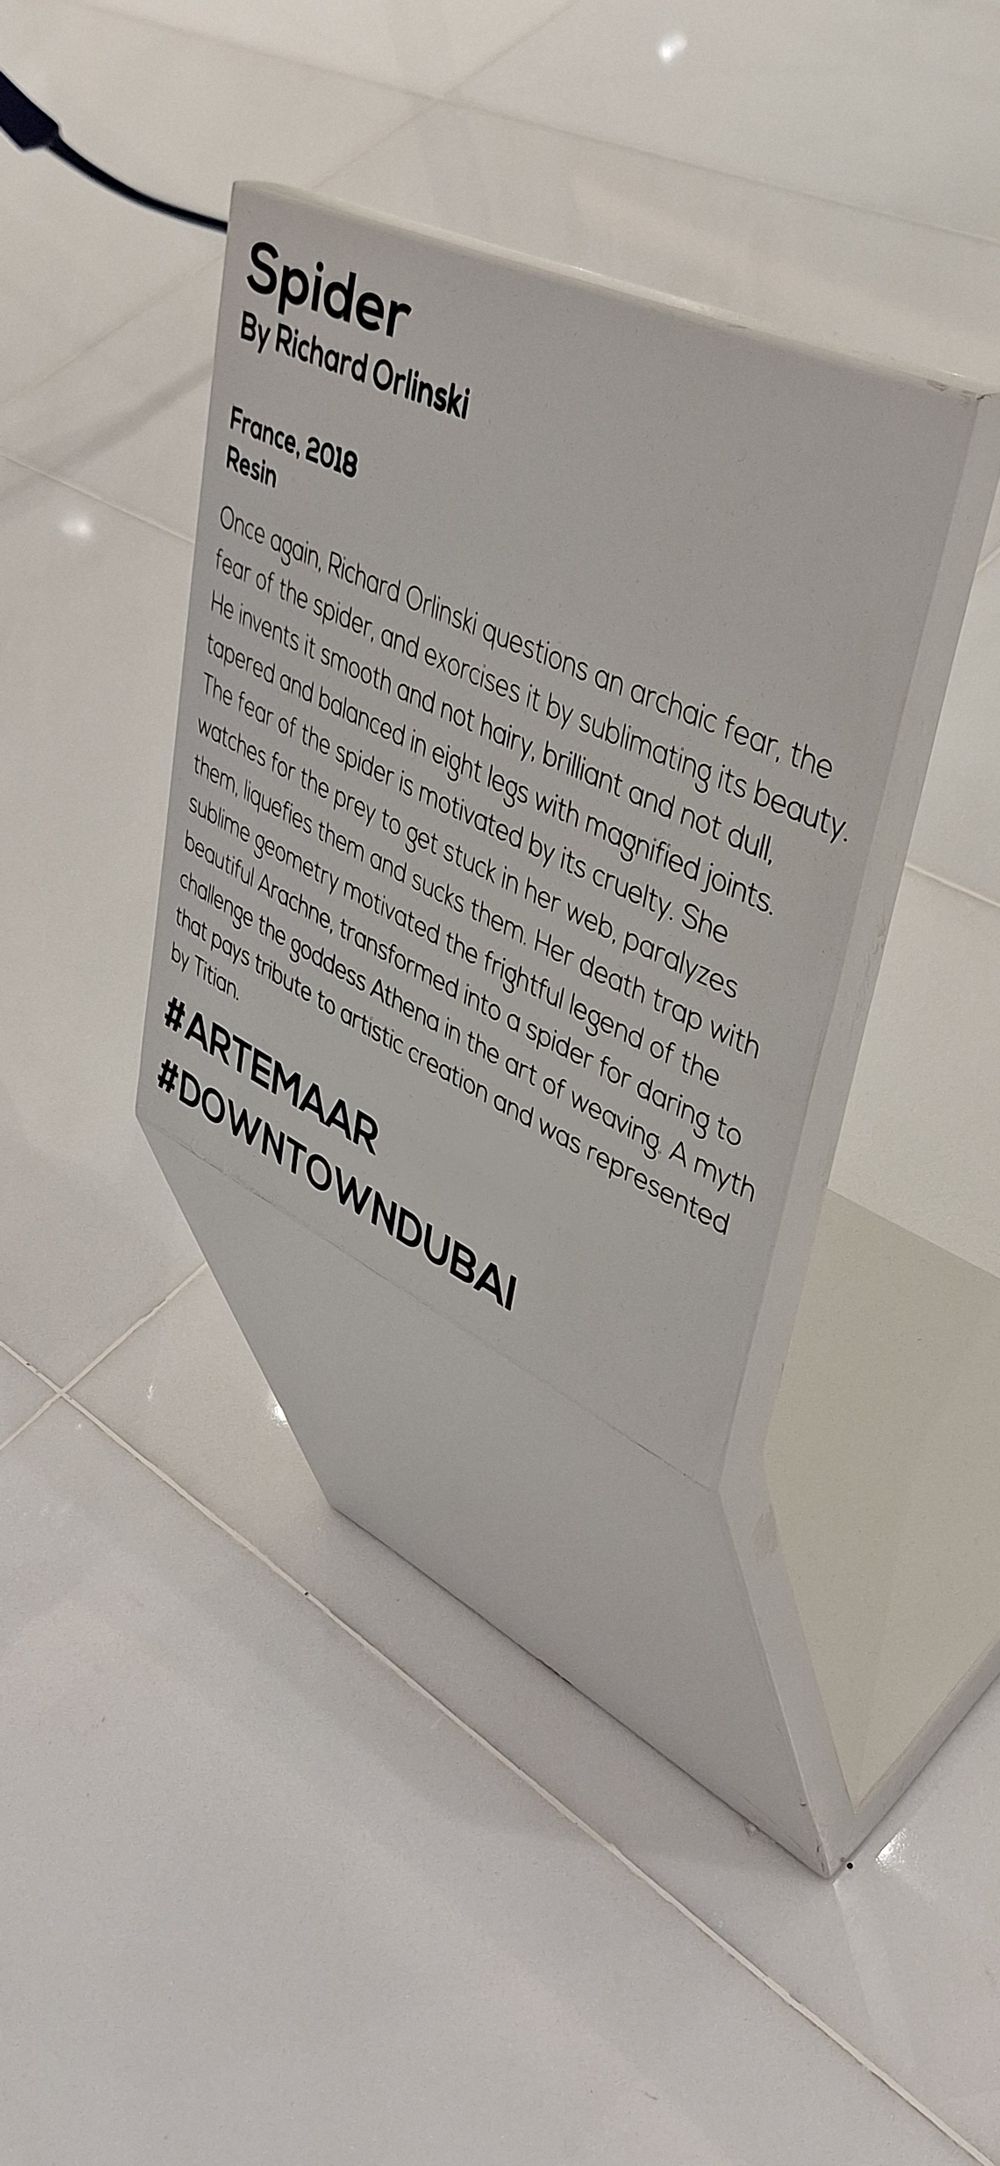 Spider
By Richard Orlinski
France, 2018
Resin
Once again, Richard Orlinski questions an archaic fear, the
fear of the spider, and exorcises it by sublimating its beauty.
He invents it smooth and not hairy, brilliant and not dull,
tapered and balanced in eight legs with magnified joints.
The fear of the spider is motivated by its cruelty. She
watches for the prey to get stuck in her web, paralyzes
them, liquefies them and sucks them. Her death trap with
sublime geometry motivated the frightful legend of the
beautiful Arachne, transformed into a spider for daring to
challenge the goddess Athena in the art of weaving. A myth
that pays tribute to artistic creation and was represented
by Titian.
#ARTEMAAR
#DOWNTOWNDUBAI